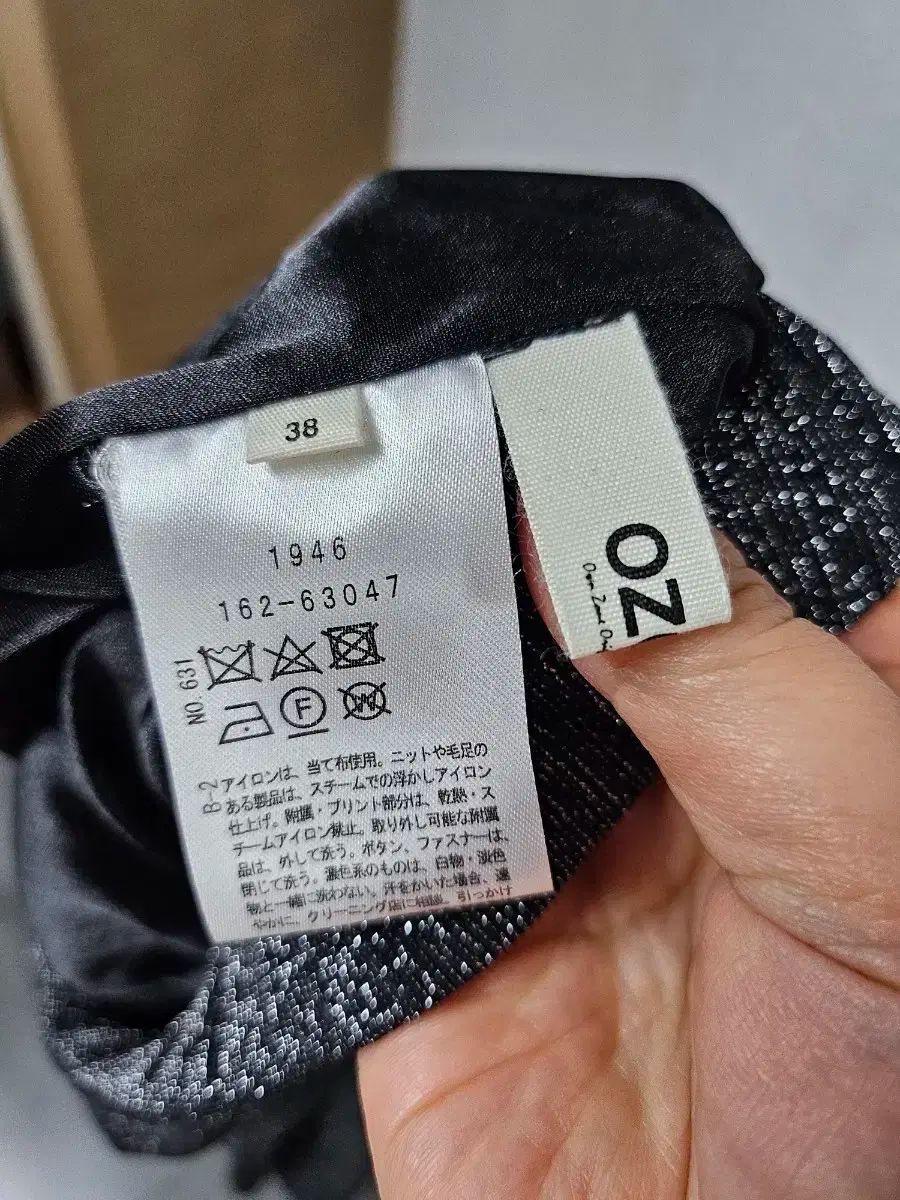 38
1946
162-63047
NO.631
F
W
B-2 アイロンは、当て布使用。ニットや毛足の
ある製品は、スチームでの浮かしアイロン
仕上げ。附属・プリント部分は、乾熱・ス
チームアイロン禁止。取り外し可能な附属
品は、外して洗う。ボタン、ファスナーは、
閉じて洗う。濃色系のものは、白物・淡色
物と一緒に洗わない。汗をかいた場合、速
やかに、クリーニング店に相談。引っかけ
OZ